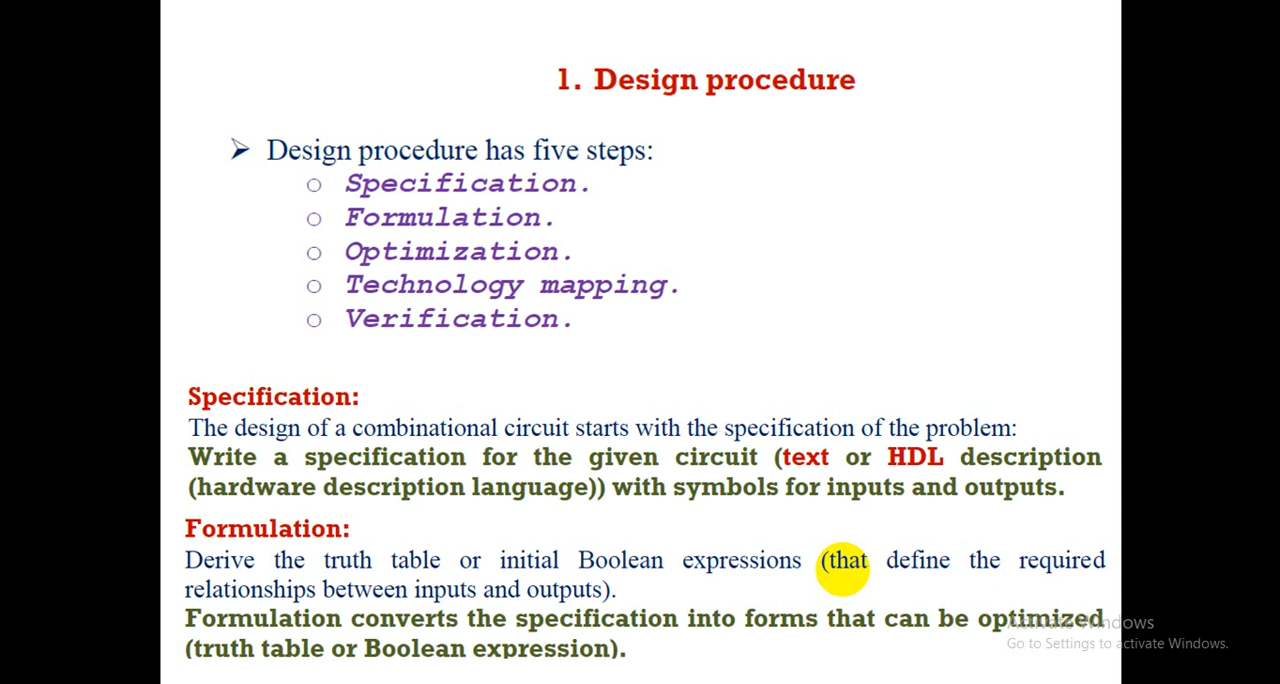 1. Design procedure
➢ Design procedure has five steps:
o Specification.
o Formulation.
o Optimization.
o Technology mapping.
o Verification.
Specification:
The design of a combinational circuit starts with the specification of the problem:
Write a specification for the given circuit (text or HDL description
(hardware description language)) with symbols for inputs and outputs.
Formulation:
Derive the truth table or initial Boolean expressions (that define the required
relationships between inputs and outputs).
Formulation converts the specification into forms that can be optimized
(truth table or Boolean expression).
Activate Windows
Go to Settings to activate Windows.